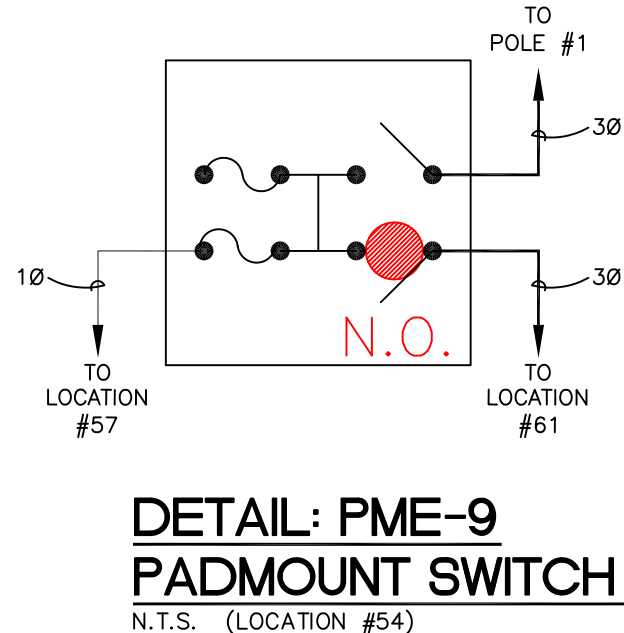 TO
POLE #1
3Ø
1Ø
3Ø
N.O.
TO
LOCATION
#57
TO
LOCATION
#61
DETAIL: PME-9
PADMOUNT SWITCH
N.T.S. (LOCATION #54)